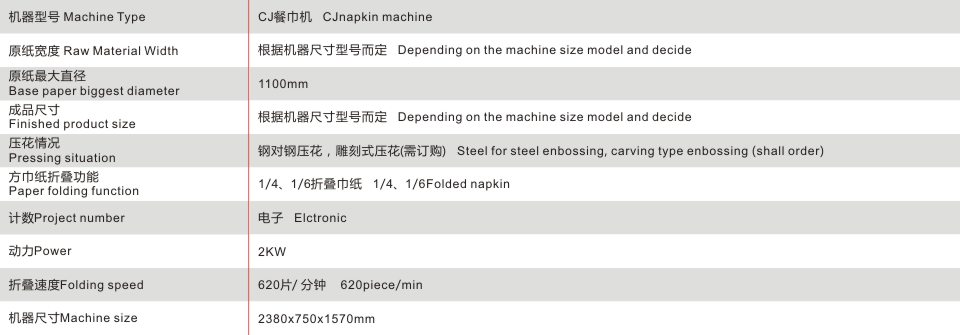 机器型号 Machine Type CJ餐巾机 CJnapkin machine
原纸宽度 Raw Material Width 根据机器尺寸型号而定 Depending on the machine size model and decide
原纸最大直径
Base paper biggest diameter 1100mm
成品尺寸
Finished product size 根据机器尺寸型号而定 Depending on the machine size model and decide
压花情况
Pressing situation 钢对钢压花，雕刻式压花(需订购) Steel for steel enbossing, carving type enbossing (shall order)
方巾纸折叠功能
Paper folding function 1/4、1/6折叠巾纸 1/4、1/6Folded napkin
计数Project number 电子 Elctronic
动力Power 2KW
折叠速度Folding speed 620片/ 分钟 620piece/min
机器尺寸Machine size 2380x750x1570mm